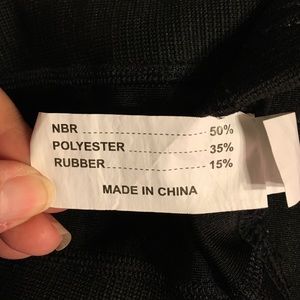 NBR .......................... 50%
POLYESTER ............... 35%
RUBBER .................... 15%
MADE IN CHINA